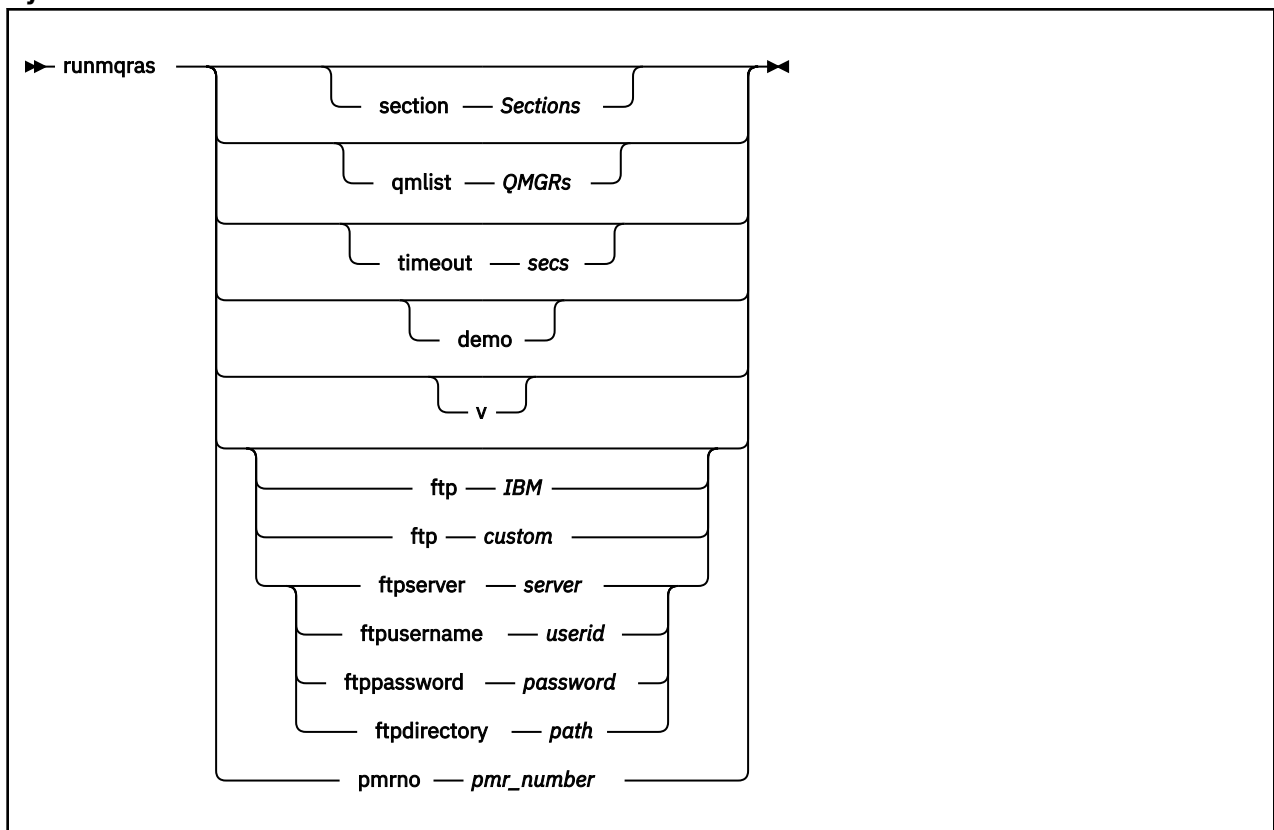 runmqras
section Sections
qmlist QMGRs
timeout secs
demo
v
ftp IBM
ftp custom
ftpserver server
ftpusername userid
ftppassword password
ftpdirectory path
pmrno pmr_number